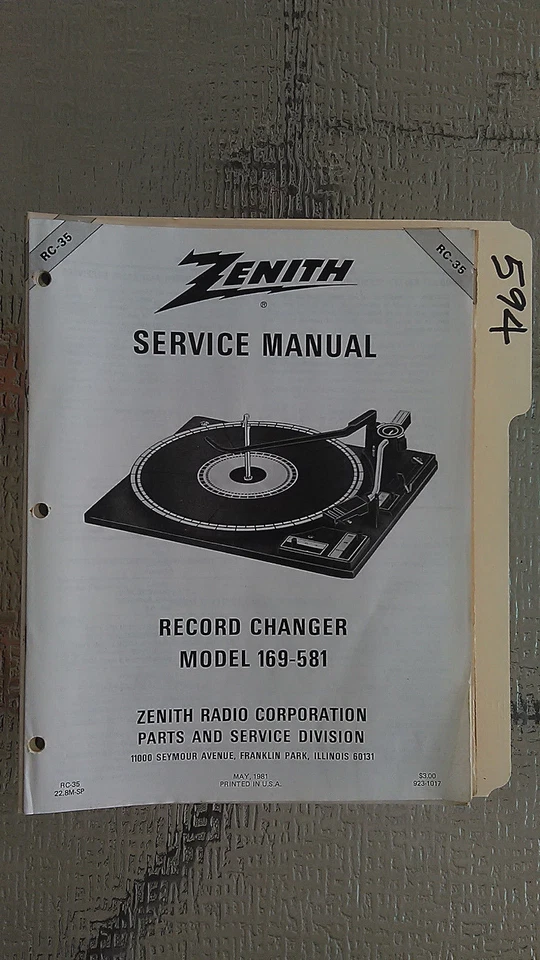 RC-35
RC-35
594
ZENITH
®
SERVICE MANUAL
RECORD CHANGER
MODEL 169-581
ZENITH RADIO CORPORATION
PARTS AND SERVICE DIVISION
11000 SEYMOUR AVENUE, FRANKLIN PARK, ILLINOIS 60131
RC-35
22.8M-SP
MAY, 1981
PRINTED IN U.S.A.
$3.00
923-1017